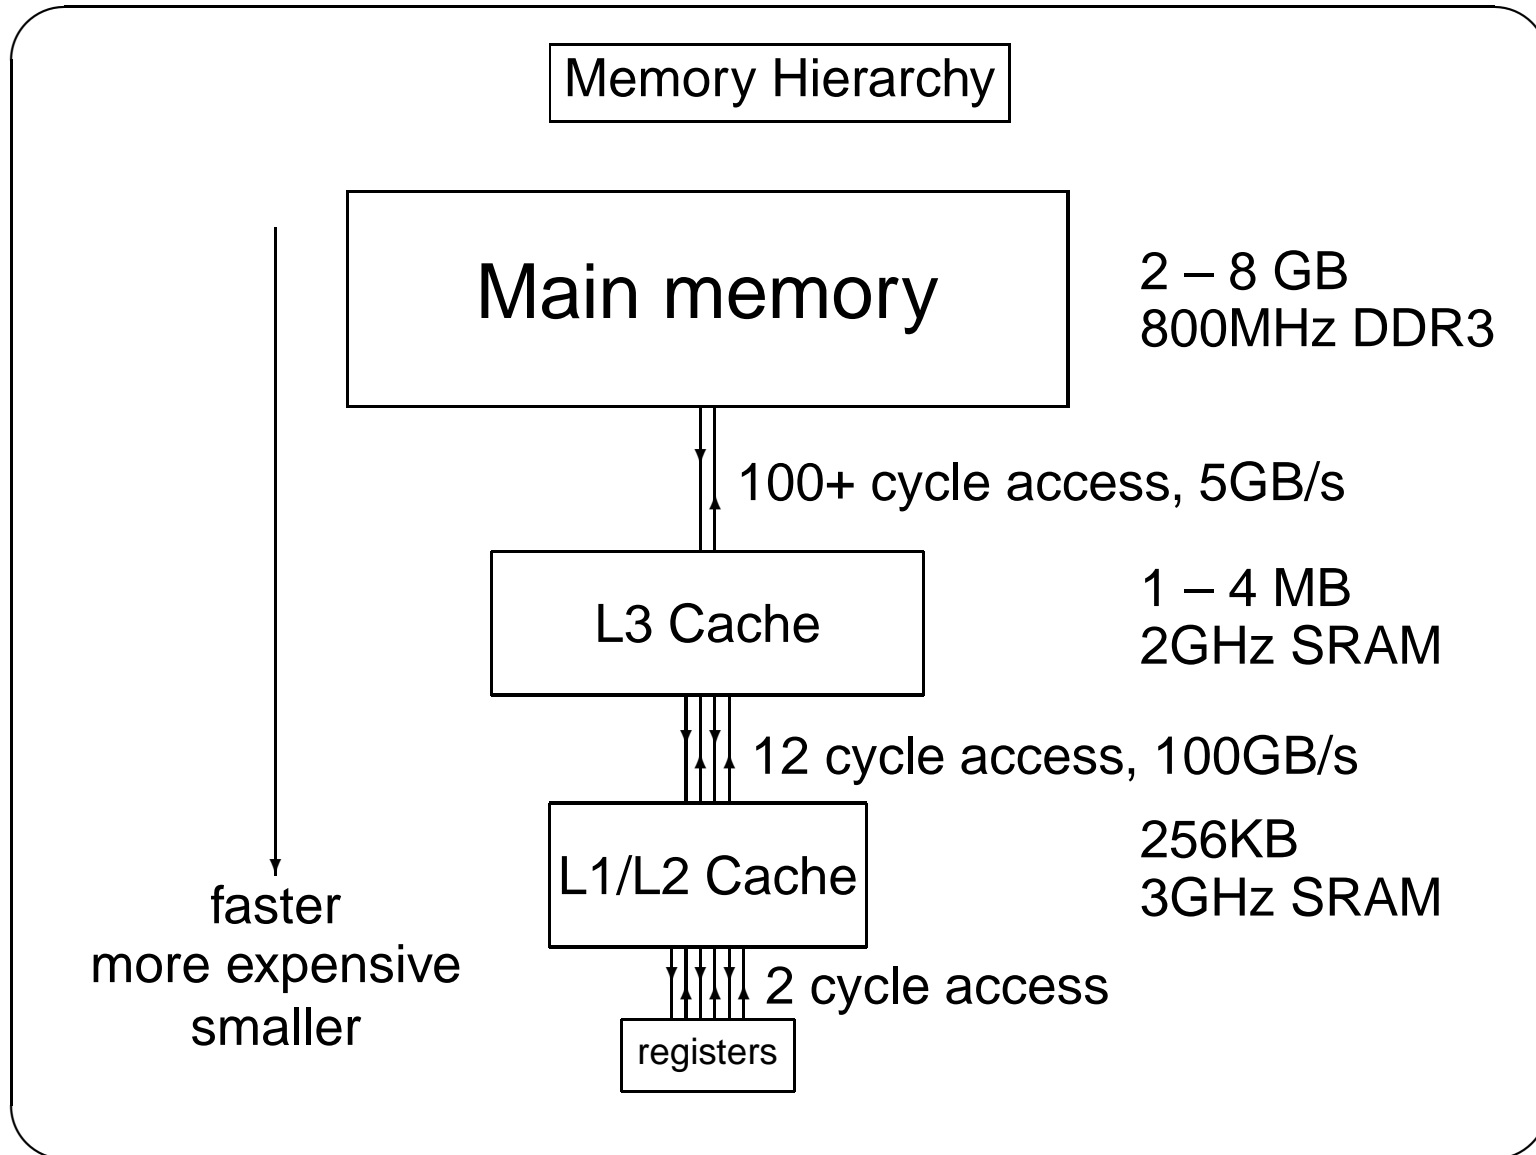 Memory Hierarchy
Main memory
2 – 8 GB
800MHz DDR3
100+ cycle access, 5GB/s
L3 Cache
1 – 4 MB
2GHz SRAM
12 cycle access, 100GB/s
L1/L2 Cache
256KB
3GHz SRAM
faster
more expensive
smaller
2 cycle access
registers